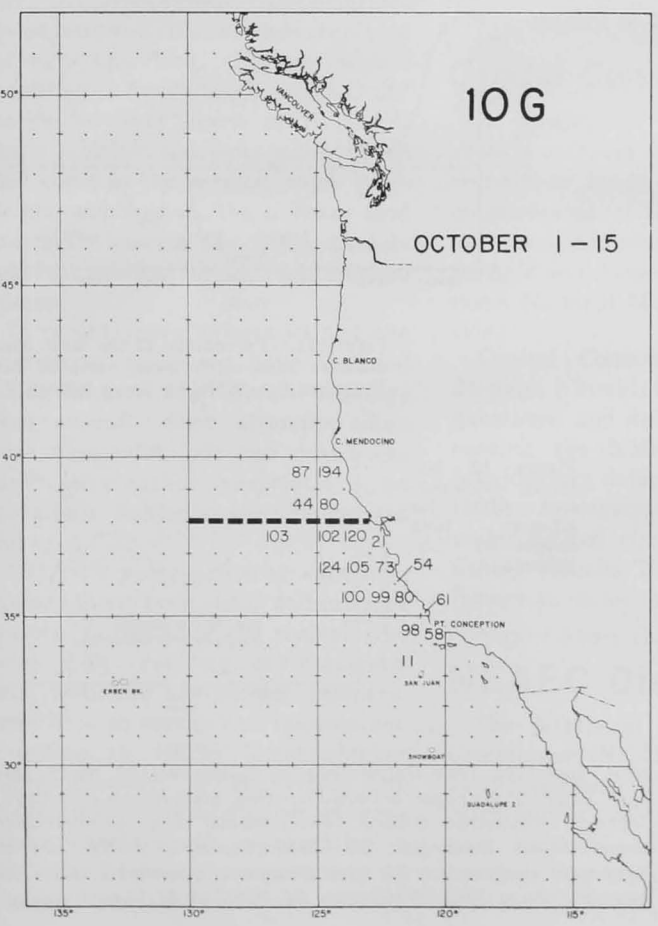 10 G
VANCOUVER
50°
OCTOBER 1 – 15
45°
C. BLANCO
C. MENDOCINO
40°
87 194
44 80
103 102 120 2
124 105 73 54
100 99 80 61
35°
PT. CONCEPTION
98 58
11
SAN JUAN
ERBEN BK.
SHOWBOAT
30°
GUADALUPE I.
135° 130° 125° 120° 115°